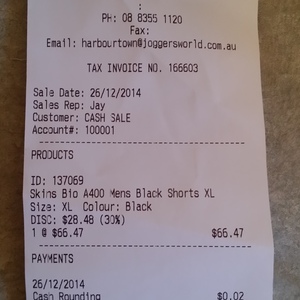 :
PH: 08 8355 1120
Fax:
Email: harbourtown@joggersworld.com.au
TAX INVOICE NO. 166603
Sale Date: 26/12/2014
Sales Rep: Jay
Customer: CASH SALE
Account#: 100001
PRODUCTS
ID: 137069
Skins Bio A400 Mens Black Shorts XL
Size: XL Colour: Black
DISC: $28.48 (30%)
1 @ $66.47 $66.47
PAYMENTS
26/12/2014
Cash Rounding $0.02